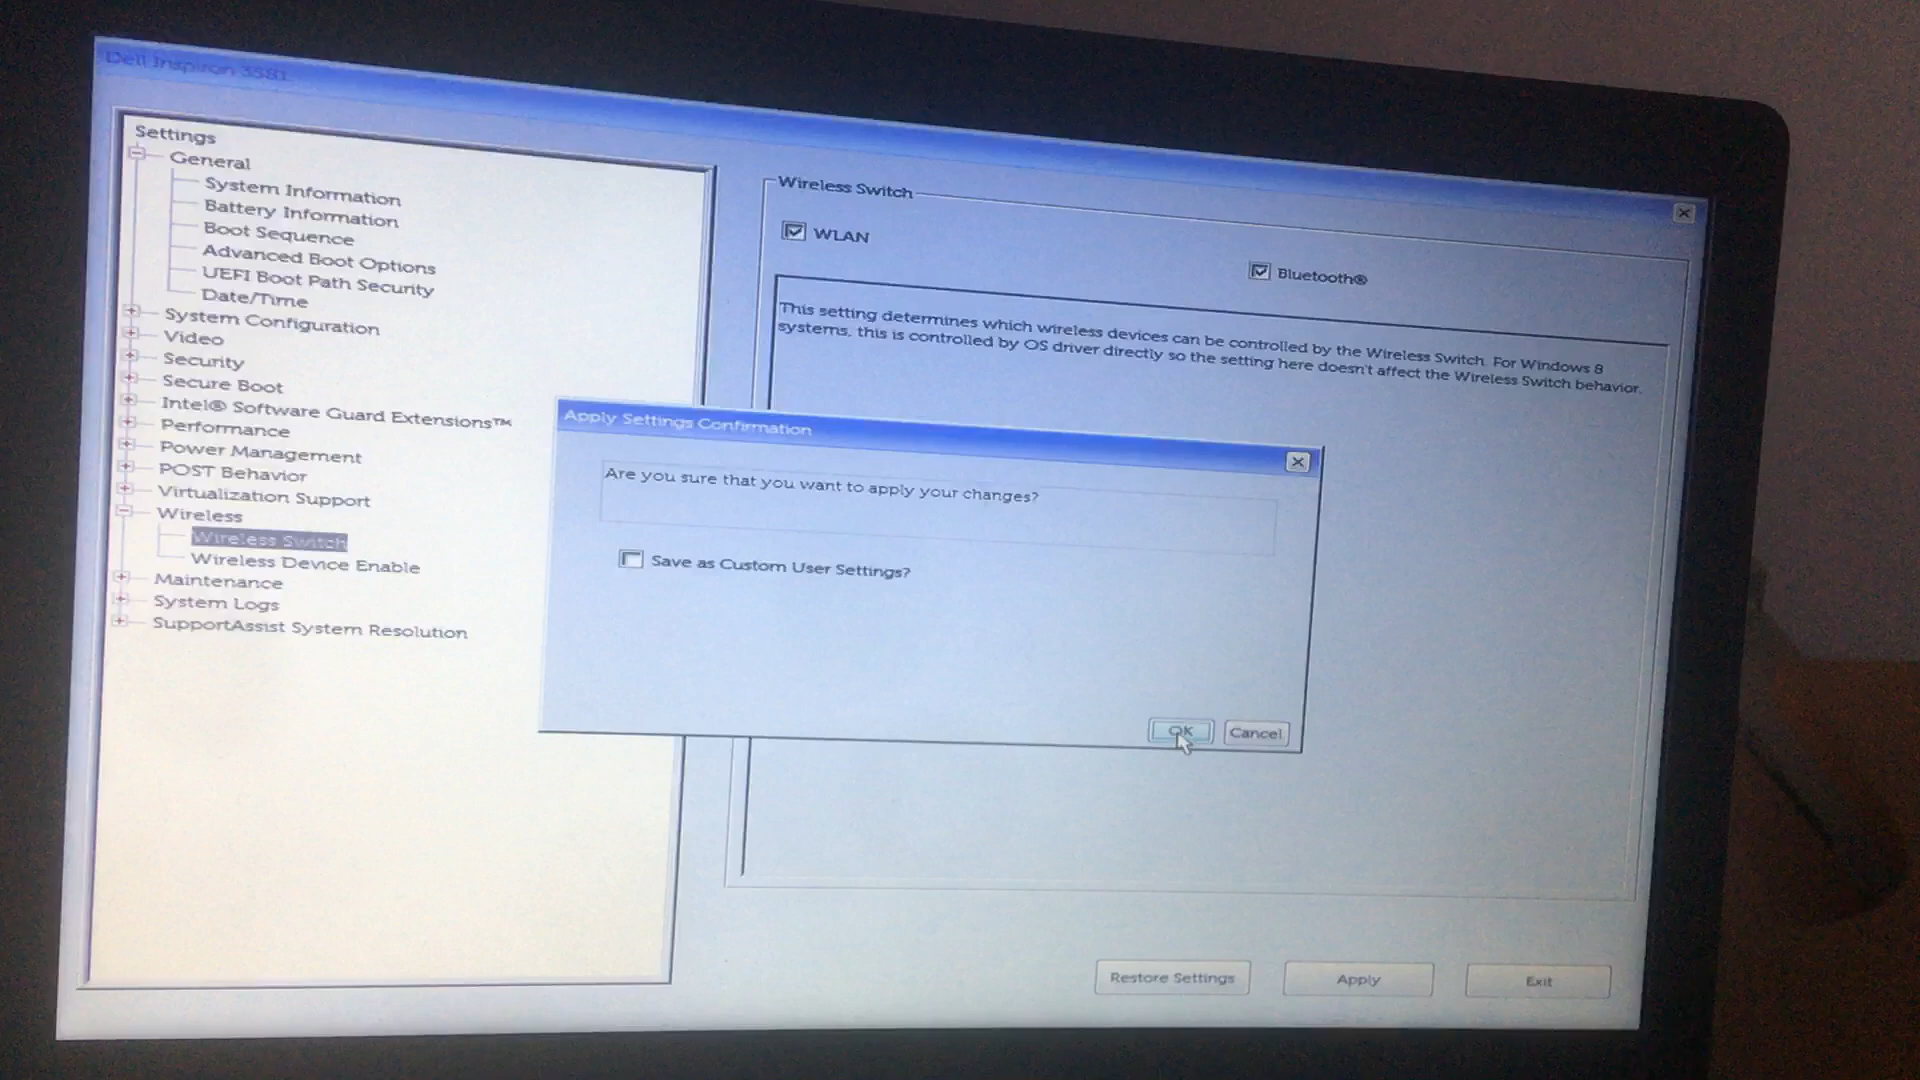 Dell Inspiron 3581
Settings
General
System Information
Battery Information
Boot Sequence
Advanced Boot Options
UEFI Boot Path Security
Date/Time
System Configuration
Video
Security
Secure Boot
Intel® Software Guard Extensions™
Performance
Power Management
POST Behavior
Virtualization Support
Wireless
Wireless Switch
Wireless Device Enable
Maintenance
System Logs
SupportAssist System Resolution
Wireless Switch
WLAN
Bluetooth®
This setting determines which wireless devices can be controlled by the Wireless Switch. For Windows 8
systems, this is controlled by OS driver directly so the setting here doesn't affect the Wireless Switch behavior.
Apply Settings Confirmation
Are you sure that you want to apply your changes?
Save as Custom User Settings?
OK
Cancel
Restore Settings
Apply
Exit